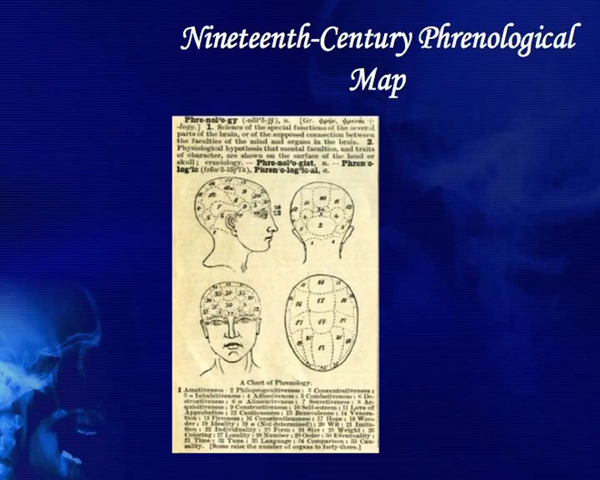 Nineteenth-Century Phrenological
Map
Phre-nol'o-gy (-nŏl'ŏ-jy̆), n. [Gr. φρήν, φρενός +
-logy.] 1. Science of the special functions of the several
parts of the brain, or of the supposed connection between
the faculties of the mind and organs in the brain. 2.
Physiological hypothesis that mental faculties, and traits
of character, are shown on the surface of the head or
skull; craniology. — Phre-nol'o-gist, n. — Phren'o-
log'ic, Phren'o-log'ic-al, a.
A Chart of Phrenology.
1 Amativeness; 2 Philoprogenitiveness; 3 Concentrativeness;
3 a Inhabitiveness; 4 Adhesiveness; 5 Combativeness; 6 De-
structiveness; 6 a Alimentiveness; 7 Secretiveness; 8 Ac-
quisitiveness; 9 Constructiveness; 10 Self-esteem; 11 Love of
Approbation; 12 Cautiousness; 13 Benevolence; 14 Venera-
tion; 15 Firmness; 16 Conscientiousness; 17 Hope; 18 Won-
der; 19 Ideality; 19 a (Not determined); 20 Wit; 21 Imita-
tion; 22 Individuality; 23 Form; 24 Size; 25 Weight; 26
Coloring; 27 Locality; 28 Number; 29 Order; 30 Eventuality;
31 Time; 32 Tune; 33 Language; 34 Comparison; 35 Cau-
sality. [Some raise the number of organs to forty-three.]